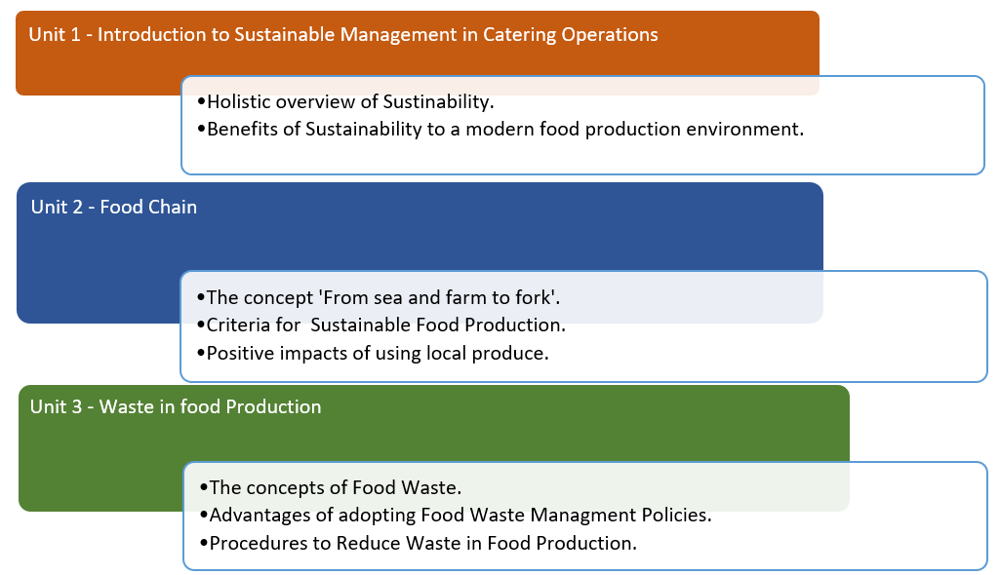 Unit 1 - Introduction to Sustainable Management in Catering Operations
•Holistic overview of Sustinability.
•Benefits of Sustainability to a modern food production environment.
Unit 2 - Food Chain
•The concept 'From sea and farm to fork'.
•Criteria for  Sustainable Food Production.
•Positive impacts of using local produce.
Unit 3 - Waste in food Production
•The concepts of Food Waste.
•Advantages of adopting Food Waste Managment Policies.
•Procedures to Reduce Waste in Food Production.